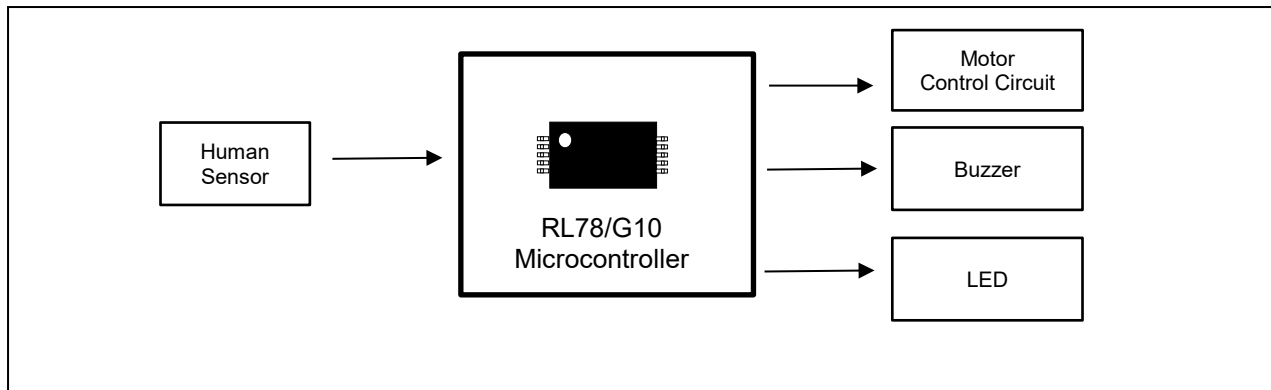 Human
Sensor
RL78/G10
Microcontroller
Motor
Control Circuit
Buzzer
LED